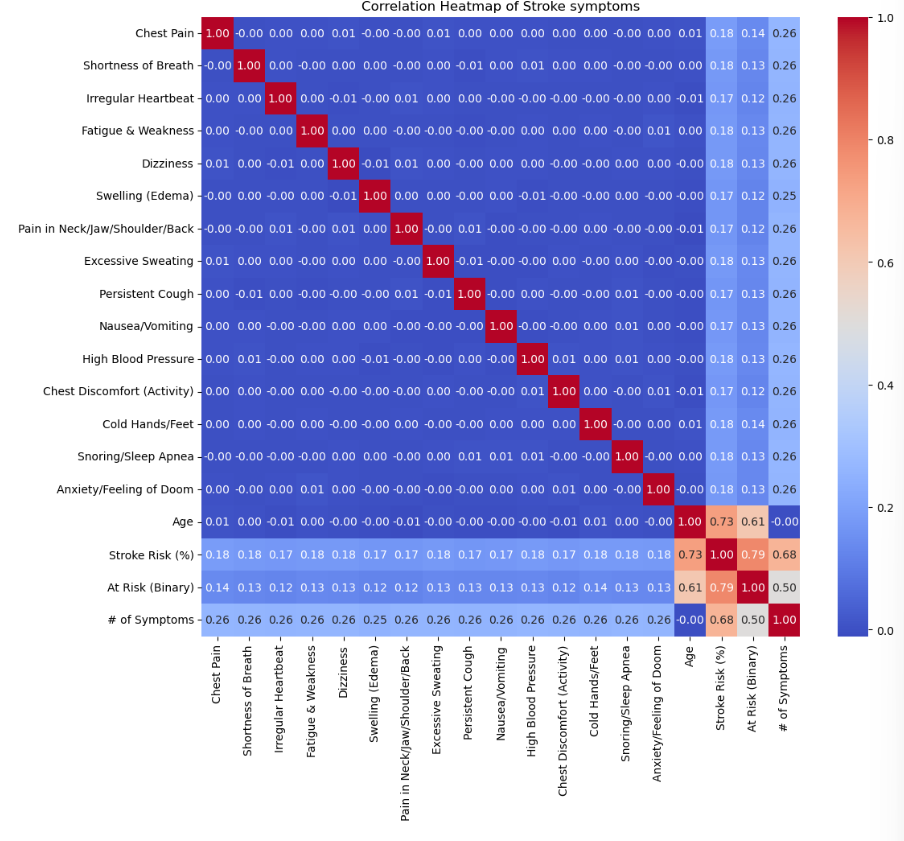 Correlation Heatmap of Stroke symptoms
Chest Pain 1.00 -0.00 0.00 0.00 0.01 -0.00 -0.00 0.01 0.00 0.00 0.00 0.00 0.00 -0.00 0.00 0.01 0.18 0.14 0.26
Shortness of Breath -0.00 1.00 0.00 -0.00 0.00 0.00 -0.00 0.00 -0.01 0.00 0.01 0.00 0.00 -0.00 -0.00 0.00 0.18 0.13 0.26
Irregular Heartbeat 0.00 0.00 1.00 0.00 -0.01 -0.00 0.01 0.00 0.00 -0.00 -0.00 -0.00 0.00 0.00 -0.00 -0.01 0.17 0.12 0.26
Fatigue & Weakness 0.00 -0.00 0.00 1.00 0.00 0.00 -0.00 0.00 -0.00 0.00 0.00 -0.00 -0.00 -0.00 0.01 0.00 0.18 0.13 0.26
Dizziness 0.01 0.00 -0.01 0.00 1.00 -0.01 0.01 0.00 -0.00 0.00 -0.00 -0.00 0.00 -0.00 -0.00 -0.00 0.18 0.13 0.26
Swelling (Edema) -0.00 0.00 -0.00 0.00 -0.01 1.00 0.00 0.00 -0.00 0.00 -0.01 -0.00 0.00 -0.00 -0.00 -0.00 0.17 0.12 0.25
Pain in Neck/Jaw/Shoulder/Back -0.00 -0.00 0.01 -0.00 0.01 0.00 1.00 -0.00 0.01 -0.00 0.00 -0.00 -0.00 -0.00 -0.00 -0.01 0.17 0.12 0.26
Excessive Sweating 0.01 0.00 0.00 0.00 0.00 0.00 -0.00 1.00 -0.01 -0.00 0.00 -0.00 0.00 -0.00 -0.00 -0.00 0.18 0.13 0.26
Persistent Cough 0.00 -0.01 0.00 -0.00 -0.00 -0.00 0.01 -0.01 1.00 0.00 0.00 -0.00 -0.00 0.01 -0.00 -0.00 0.17 0.13 0.26
Nausea/Vomiting 0.00 0.00 -0.00 0.00 0.00 0.00 -0.00 -0.00 0.00 1.00 -0.00 -0.00 0.00 0.01 0.00 -0.00 0.17 0.13 0.26
High Blood Pressure 0.00 0.01 -0.00 0.00 -0.00 -0.01 0.00 0.00 0.00 -0.00 1.00 0.01 0.00 0.01 -0.00 -0.00 0.18 0.13 0.26
Chest Discomfort (Activity) 0.00 0.00 -0.00 -0.00 -0.00 -0.00 -0.00 -0.00 -0.00 -0.00 0.01 1.00 0.00 -0.00 0.01 -0.01 0.17 0.12 0.26
Cold Hands/Feet 0.00 0.00 0.00 -0.00 0.00 0.00 -0.00 0.00 -0.00 0.00 0.00 0.00 1.00 -0.00 -0.00 0.01 0.18 0.14 0.26
Snoring/Sleep Apnea -0.00 -0.00 0.00 -0.00 -0.00 -0.00 -0.00 -0.00 0.01 0.01 0.01 -0.00 -0.00 1.00 -0.00 0.00 0.18 0.13 0.26
Anxiety/Feeling of Doom 0.00 -0.00 -0.00 0.01 -0.00 -0.00 -0.00 -0.00 -0.00 0.00 -0.00 0.01 -0.00 -0.00 1.00 -0.00 0.18 0.13 0.26
Age 0.01 0.00 -0.01 0.00 -0.00 -0.00 -0.01 -0.00 -0.00 -0.00 -0.00 -0.01 0.01 0.00 -0.00 1.00 0.73 0.61 -0.00
Stroke Risk (%) 0.18 0.18 0.17 0.18 0.18 0.17 0.17 0.18 0.17 0.17 0.18 0.17 0.18 0.18 0.18 0.73 1.00 0.79 0.68
At Risk (Binary) 0.14 0.13 0.12 0.13 0.13 0.12 0.12 0.13 0.13 0.13 0.13 0.12 0.14 0.13 0.13 0.61 0.79 1.00 0.50
# of Symptoms 0.26 0.26 0.26 0.26 0.26 0.25 0.26 0.26 0.26 0.26 0.26 0.26 0.26 0.26 0.26 -0.00 0.68 0.50 1.00
Chest Pain
Shortness of Breath
Irregular Heartbeat
Fatigue & Weakness
Dizziness
Swelling (Edema)
Pain in Neck/Jaw/Shoulder/Back
Excessive Sweating
Persistent Cough
Nausea/Vomiting
High Blood Pressure
Chest Discomfort (Activity)
Cold Hands/Feet
Snoring/Sleep Apnea
Anxiety/Feeling of Doom
Age
Stroke Risk (%)
At Risk (Binary)
# of Symptoms
1.0
0.8
0.6
0.4
0.2
0.0